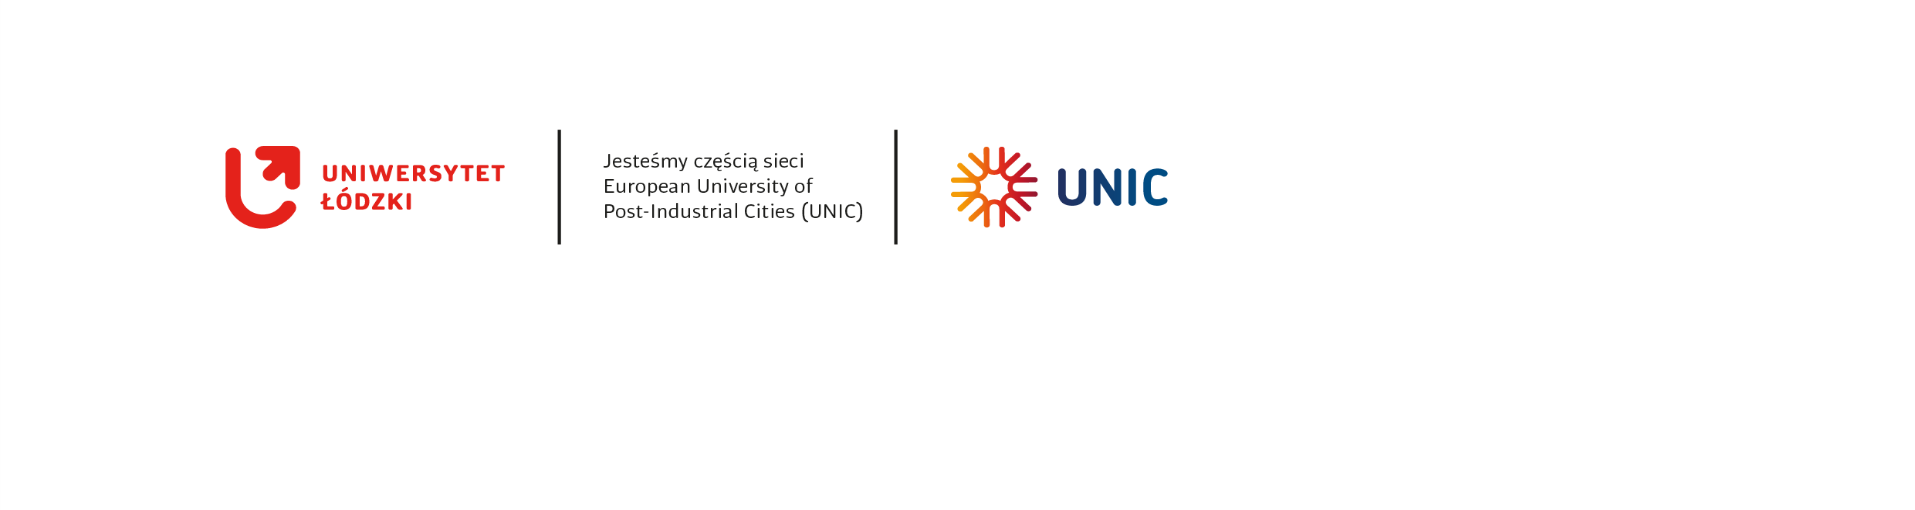 UNIWERSYTET
ŁÓDZKI
Jesteśmy częścią sieci
European University of
Post-Industrial Cities (UNIC)
UNIC